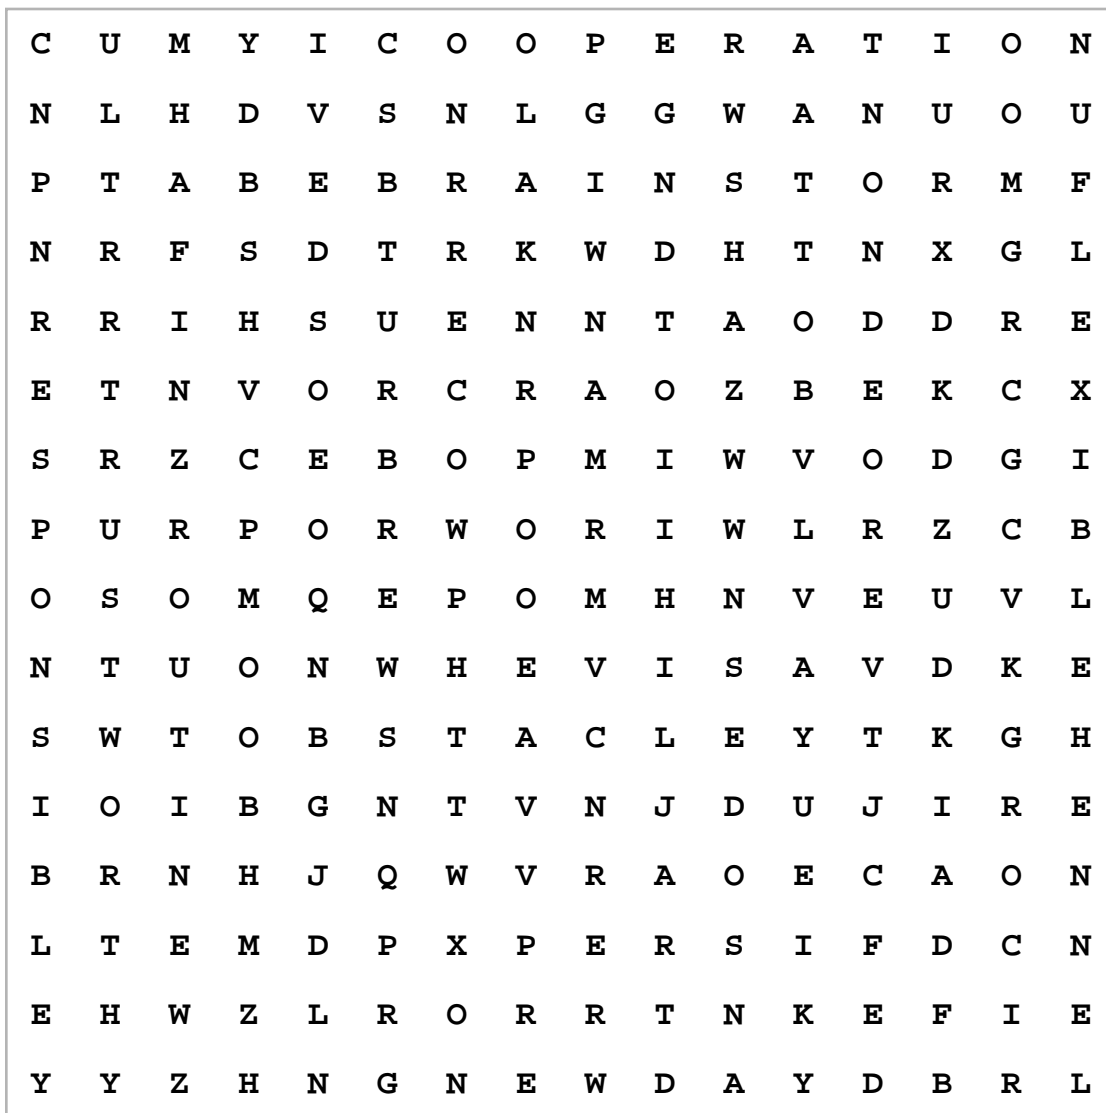 C U M Y I C O O P E R A T I O N
N L H D V S N L G G W A N U O U
P T A B E B R A I N S T O R M F
N R F S D T R K W D H T N X G L
R R I H S U E N N T A O D D R E
E T N V O R C R A O Z B E K C X
S R Z C E B O P M I W V O D G I
P U R P O R W O R I W L R Z C B
O S O M Q E P O M H N V E U V L
N T U O N W H E V I S A V D K E
S W T O B S T A C L E Y T K G H
I O I B G N T V N J D U J I R E
B R N H J Q W V R A O E C A O N
L T E M D P X P E R S I F D C N
E H W Z L R O R R T N K E F I E
Y Y Z H N G N E W D A Y D B R L